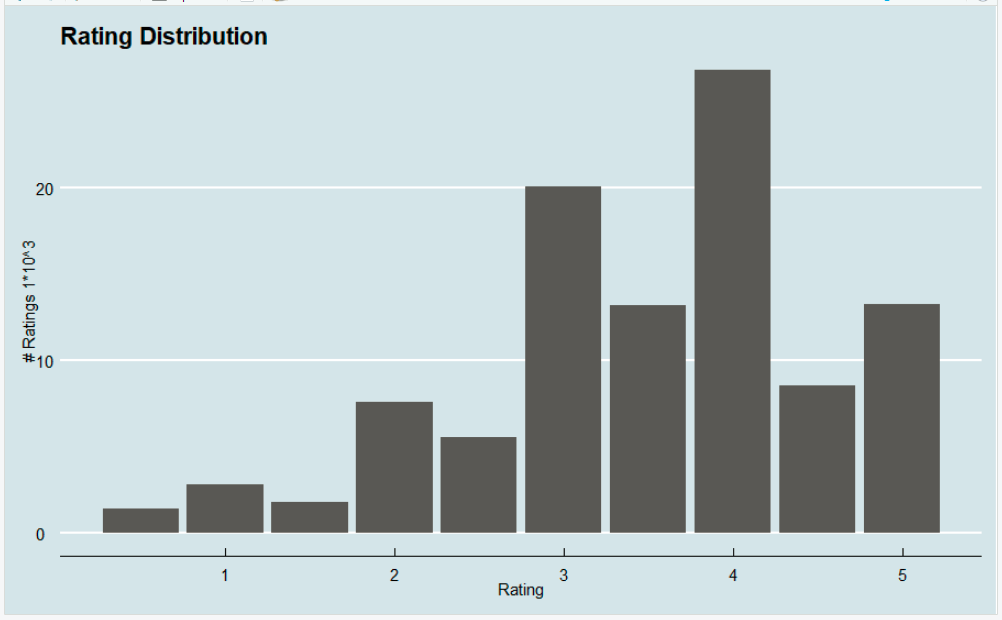 Rating Distribution
# Ratings 1*10^3
20
10
0
1 2 3 4 5
Rating